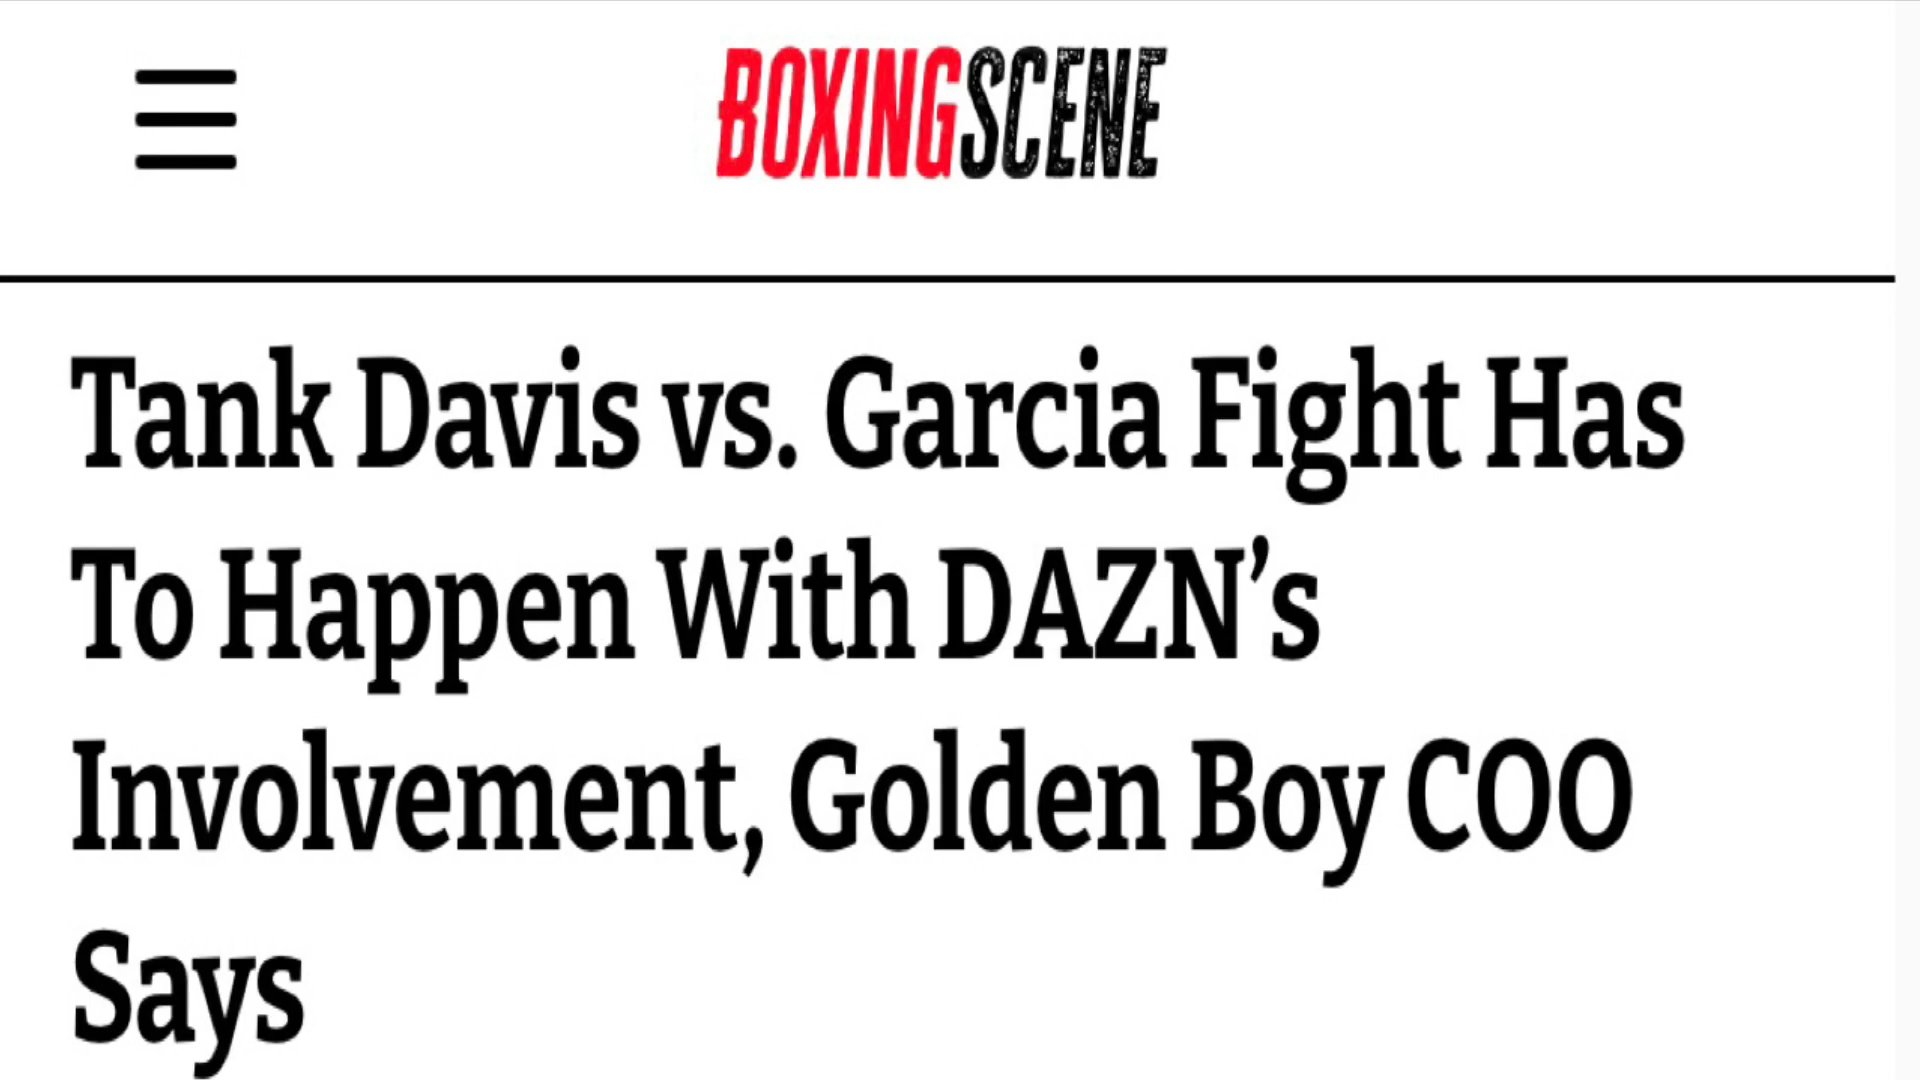 BOXINGSCENE
Tank Davis vs. Garcia Fight Has
To Happen With DAZN’s
Involvement, Golden Boy COO
Says